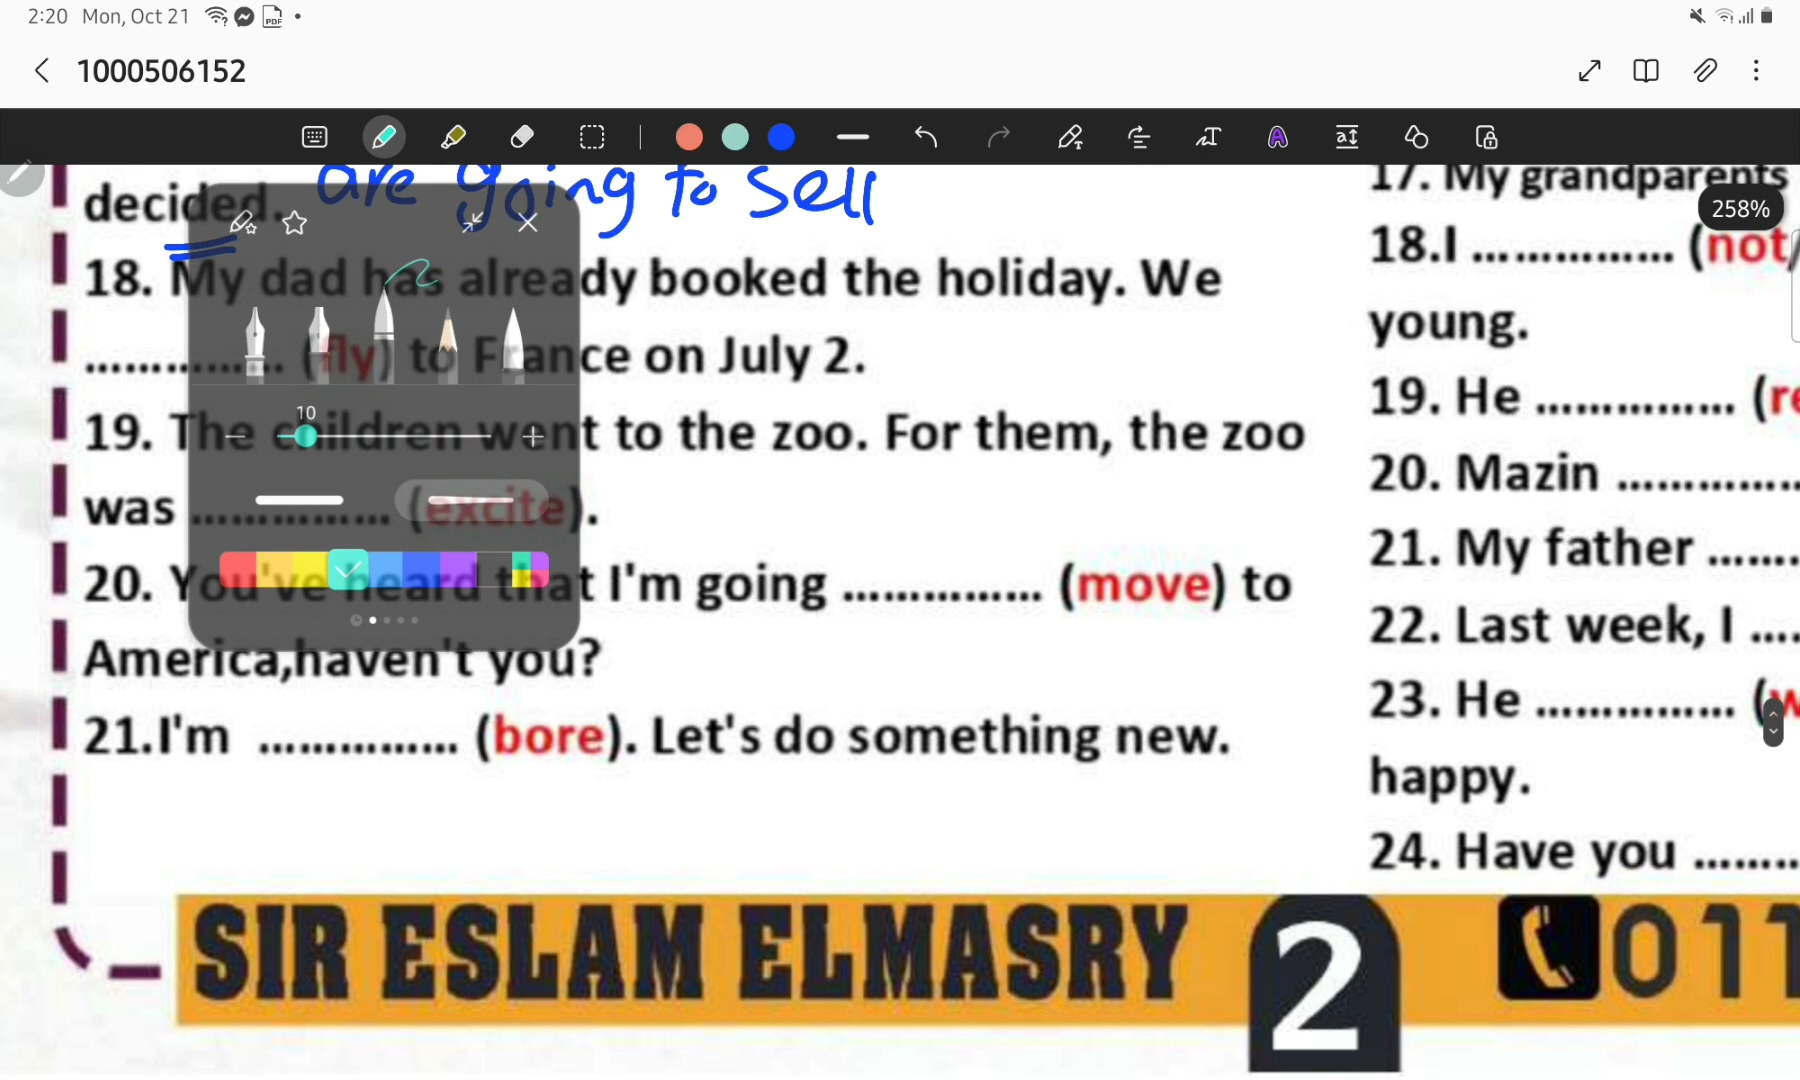 2:20 Mon, Oct 21
PDF
1000506152
258%
decided. are going to sell
18. My dad has already booked the holiday. We
............... (fly) to France on July 2.
10
19. The children went to the zoo. For them, the zoo
was ............... (excite).
20. You've heard that I'm going ............... (move) to
America,haven't you?
21.I'm ............... (bore). Let's do something new.
17. My grandparents
18.I ............... (not/
young.
19. He ............... (re
20. Mazin ..............
21. My father .......
22. Last week, I ....
23. He ............... (w
happy.
24. Have you ........
SIR ESLAM ELMASRY
2
011